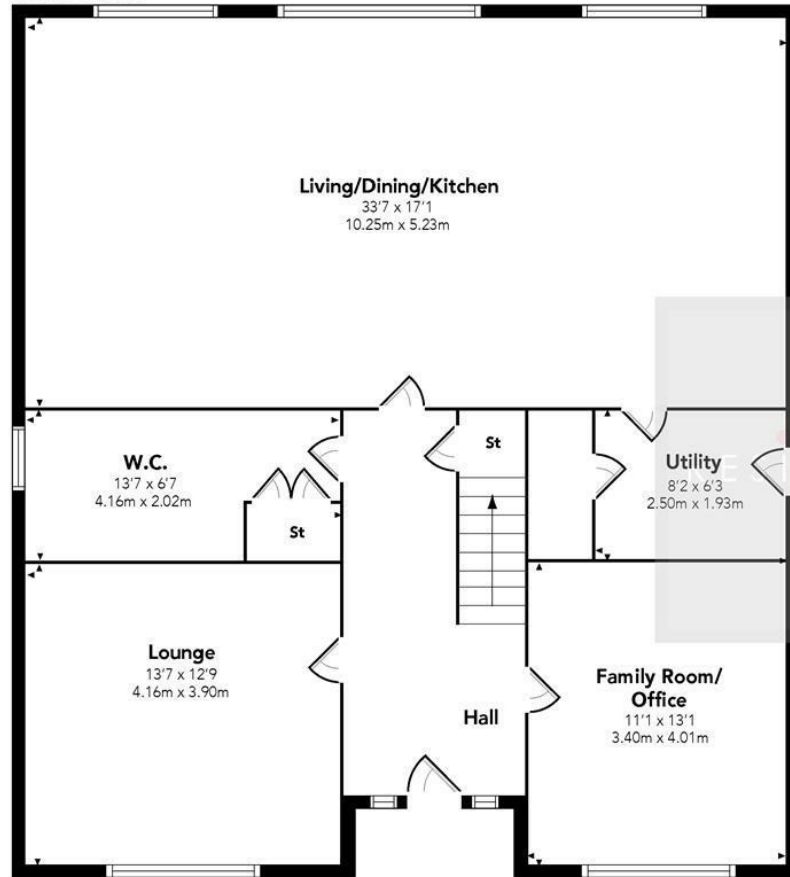 Living/Dining/Kitchen
33'7 x 17'1
10.25m x 5.23m
W.C.
13'7 x 6'7
4.16m x 2.02m
St
St
Utility
8'2 x 6'3
2.50m x 1.93m
Lounge
13'7 x 12'9
4.16m x 3.90m
Hall
Family Room/
Office
11'1 x 13'1
3.40m x 4.01m